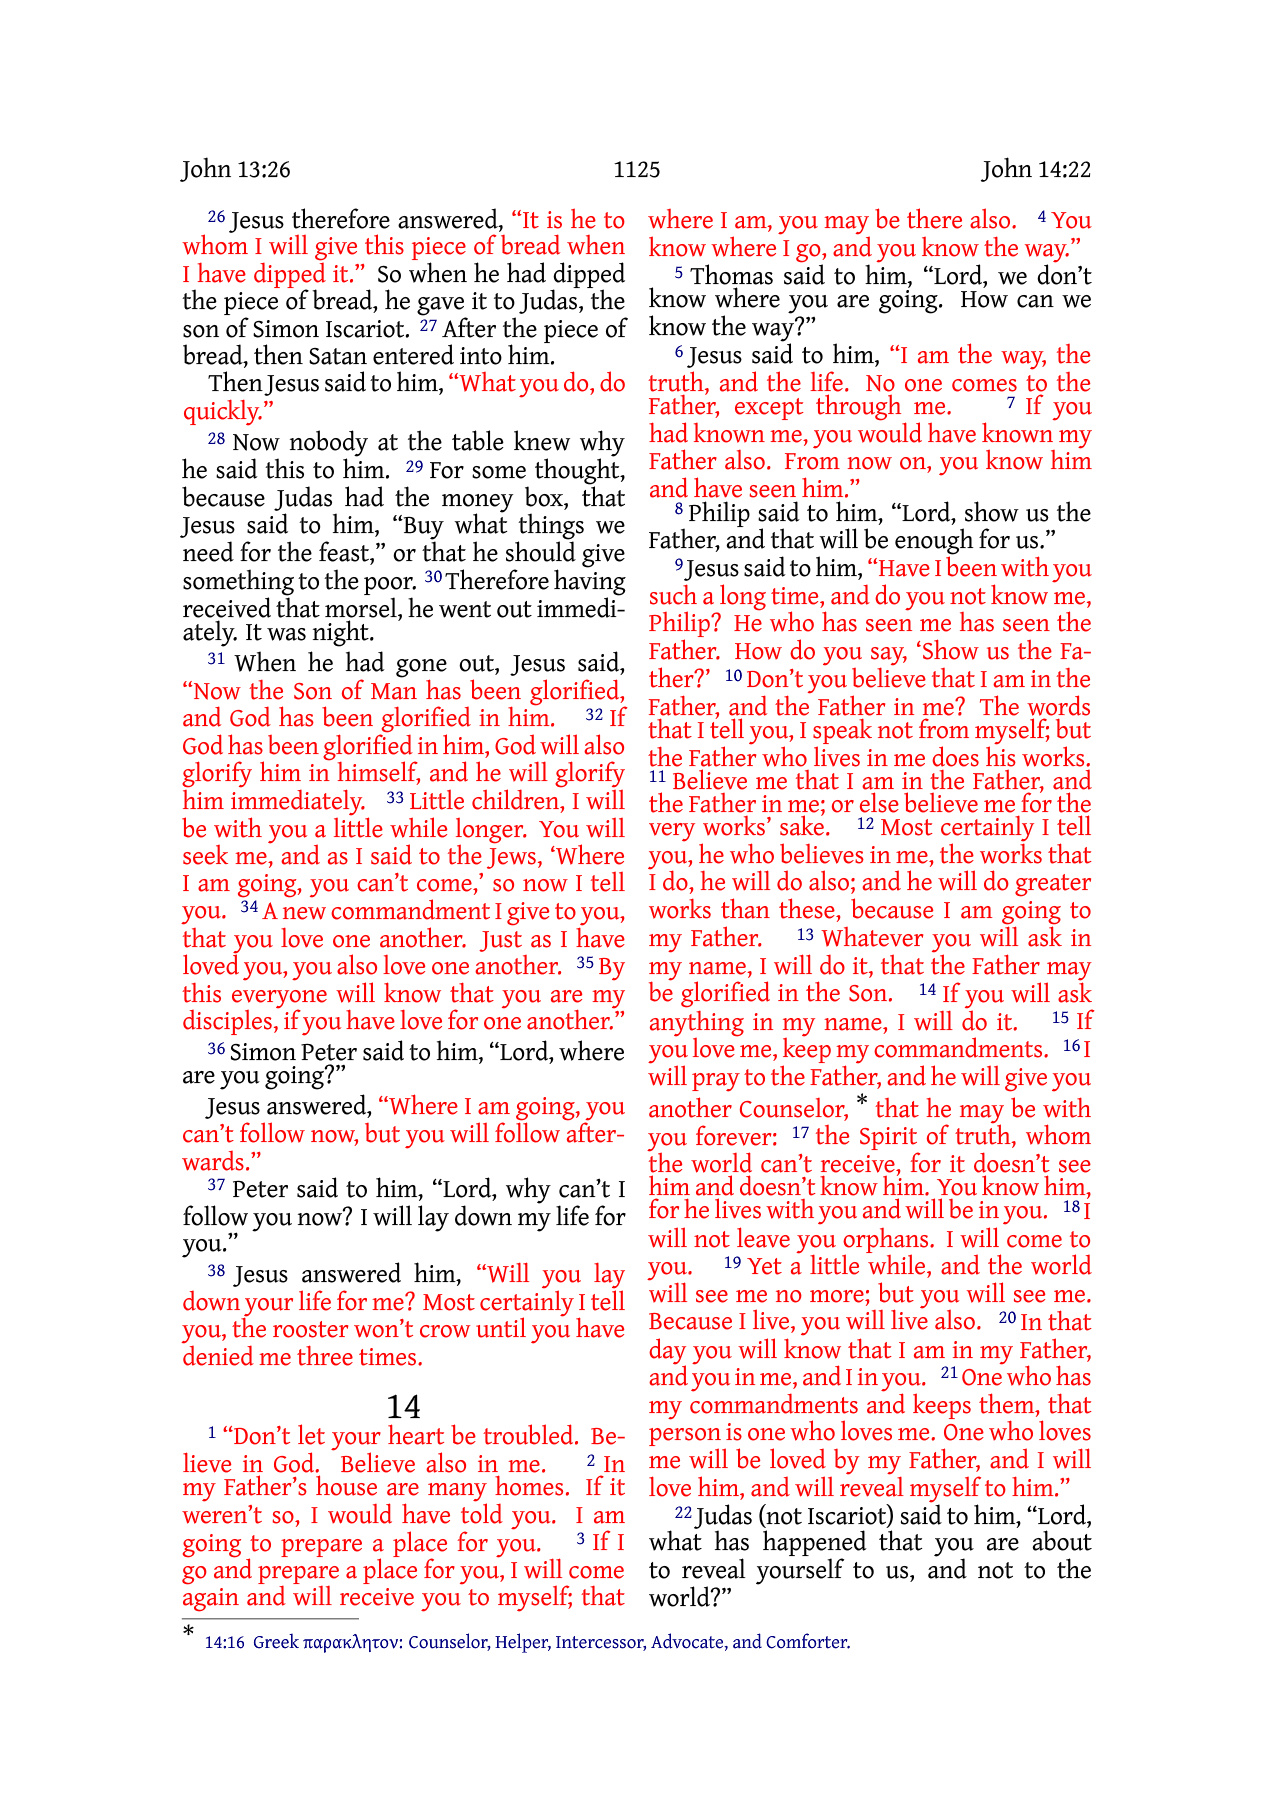 John 13:26 1125 John 14:22
26 Jesus therefore answered, “It is he to
whom I will give this piece of bread when
I have dipped it.” So when he had dipped
the piece of bread, he gave it to Judas, the
son of Simon Iscariot. 27 After the piece of
bread, then Satan entered into him.
Then Jesus said to him, “What you do, do
quickly.”
28 Now nobody at the table knew why
he said this to him. 29 For some thought,
because Judas had the money box, that
Jesus said to him, “Buy what things we
need for the feast,” or that he should give
something to the poor. 30 Therefore having
received that morsel, he went out immedi-
ately. It was night.
31 When he had gone out, Jesus said,
“Now the Son of Man has been glorified,
and God has been glorified in him. 32 If
God has been glorified in him, God will also
glorify him in himself, and he will glorify
him immediately. 33 Little children, I will
be with you a little while longer. You will
seek me, and as I said to the Jews, ‘Where
I am going, you can’t come,’ so now I tell
you. 34 A new commandment I give to you,
that you love one another. Just as I have
loved you, you also love one another. 35 By
this everyone will know that you are my
disciples, if you have love for one another.”
36 Simon Peter said to him, “Lord, where
are you going?”
Jesus answered, “Where I am going, you
can’t follow now, but you will follow after-
wards.”
37 Peter said to him, “Lord, why can’t I
follow you now? I will lay down my life for
you.”
38 Jesus answered him, “Will you lay
down your life for me? Most certainly I tell
you, the rooster won’t crow until you have
denied me three times.
14
1 “Don’t let your heart be troubled. Be-
lieve in God. Believe also in me. 2 In
my Father’s house are many homes. If it
weren’t so, I would have told you. I am
going to prepare a place for you. 3 If I
go and prepare a place for you, I will come
again and will receive you to myself; that
where I am, you may be there also. 4 You
know where I go, and you know the way.”
5 Thomas said to him, “Lord, we don’t
know where you are going. How can we
know the way?”
6 Jesus said to him, “I am the way, the
truth, and the life. No one comes to the
Father, except through me. 7 If you
had known me, you would have known my
Father also. From now on, you know him
and have seen him.”
8 Philip said to him, “Lord, show us the
Father, and that will be enough for us.”
9 Jesus said to him, “Have I been with you
such a long time, and do you not know me,
Philip? He who has seen me has seen the
Father. How do you say, ‘Show us the Fa-
ther?’ 10 Don’t you believe that I am in the
Father, and the Father in me? The words
that I tell you, I speak not from myself; but
the Father who lives in me does his works.
11 Believe me that I am in the Father, and
the Father in me; or else believe me for the
very works’ sake. 12 Most certainly I tell
you, he who believes in me, the works that
I do, he will do also; and he will do greater
works than these, because I am going to
my Father. 13 Whatever you will ask in
my name, I will do it, that the Father may
be glorified in the Son. 14 If you will ask
anything in my name, I will do it. 15 If
you love me, keep my commandments. 16 I
will pray to the Father, and he will give you
another Counselor, * that he may be with
you forever: 17 the Spirit of truth, whom
the world can’t receive, for it doesn’t see
him and doesn’t know him. You know him,
for he lives with you and will be in you. 18 I
will not leave you orphans. I will come to
you. 19 Yet a little while, and the world
will see me no more; but you will see me.
Because I live, you will live also. 20 In that
day you will know that I am in my Father,
and you in me, and I in you. 21 One who has
my commandments and keeps them, that
person is one who loves me. One who loves
me will be loved by my Father, and I will
love him, and will reveal myself to him.”
22 Judas (not Iscariot) said to him, “Lord,
what has happened that you are about
to reveal yourself to us, and not to the
world?”
* 14:16 Greek παρακλητον: Counselor, Helper, Intercessor, Advocate, and Comforter.